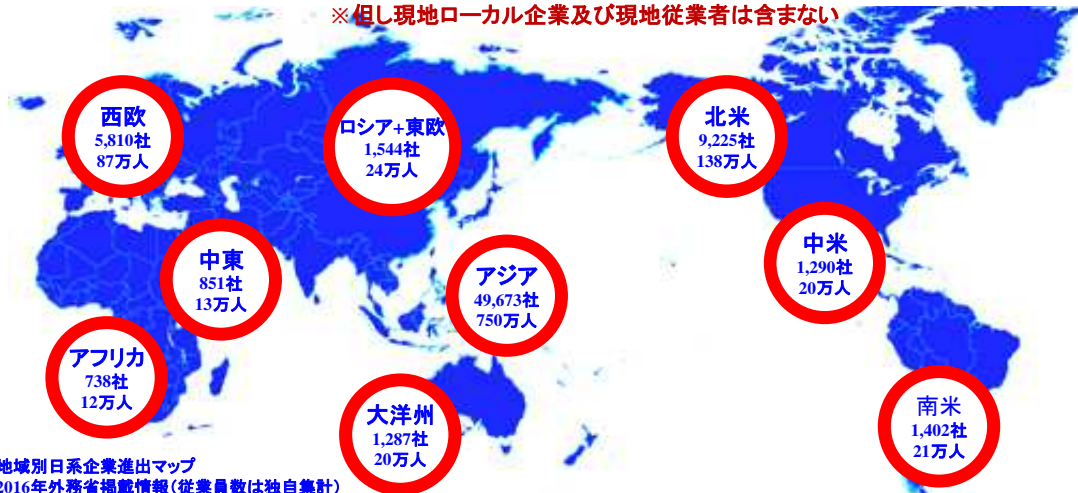 ※但し現地ローカル企業及び現地従業者は含まない
西欧
5,810社
87万人
ロシア+東欧
1,544社
24万人
北米
9,225社
138万人
中東
851社
13万人
アジア
49,673社
750万人
中米
1,290社
20万人
アフリカ
738社
12万人
大洋州
1,287社
20万人
南米
1,402社
21万人
地域別日系企業進出マップ
2016年外務省掲載情報(従業員数は独自集計)